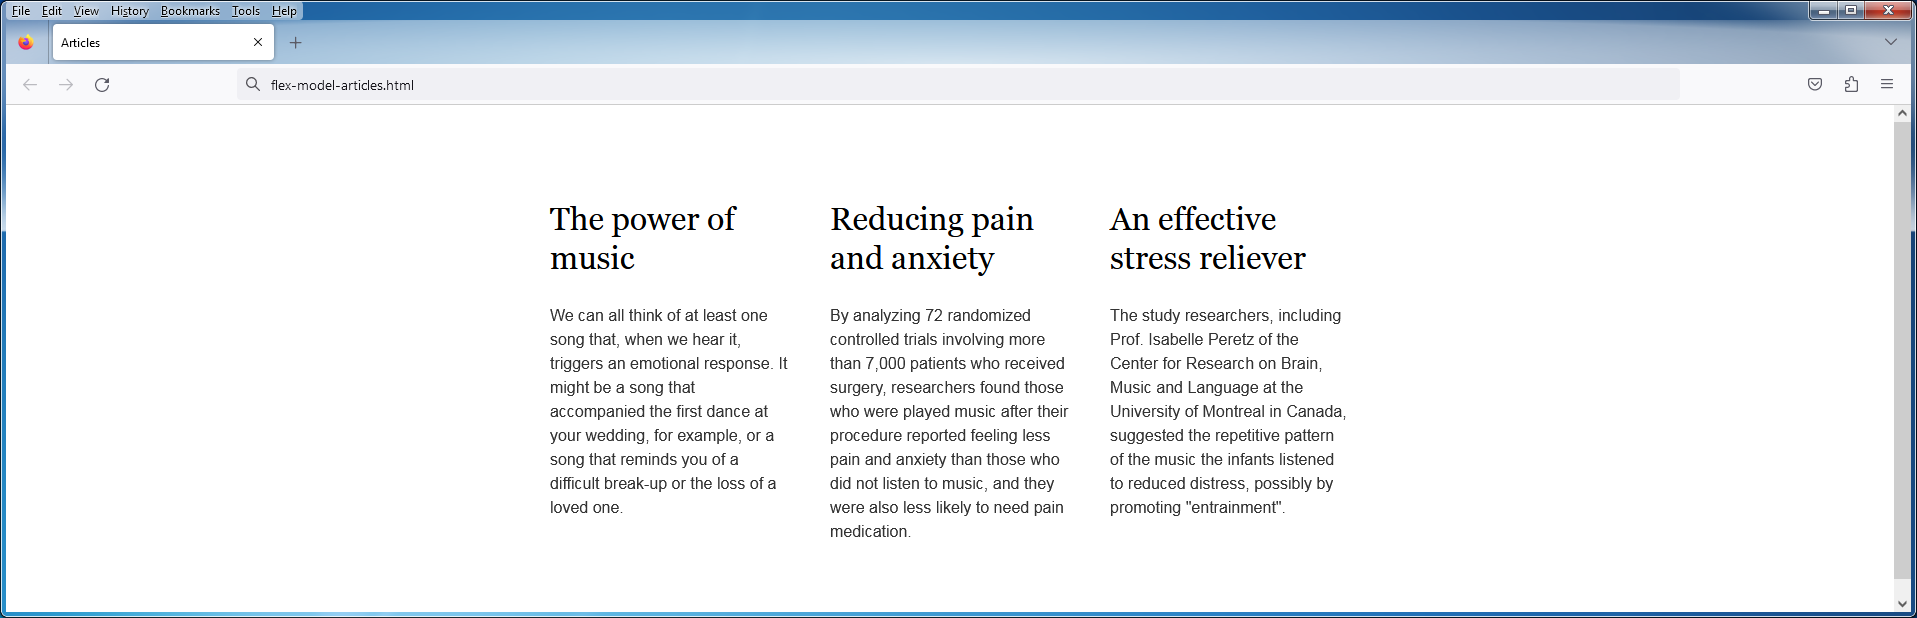 File Edit View History Bookmarks Tools Help
Articles
flex-model-articles.html
The power of
music
We can all think of at least one
song that, when we hear it,
triggers an emotional response. It
might be a song that
accompanied the first dance at
your wedding, for example, or a
song that reminds you of a
difficult break-up or the loss of a
loved one.
Reducing pain
and anxiety
By analyzing 72 randomized
controlled trials involving more
than 7,000 patients who received
surgery, researchers found those
who were played music after their
procedure reported feeling less
pain and anxiety than those who
did not listen to music, and they
were also less likely to need pain
medication.
An effective
stress reliever
The study researchers, including
Prof. Isabelle Peretz of the
Center for Research on Brain,
Music and Language at the
University of Montreal in Canada,
suggested the repetitive pattern
of the music the infants listened
to reduced distress, possibly by
promoting "entrainment".